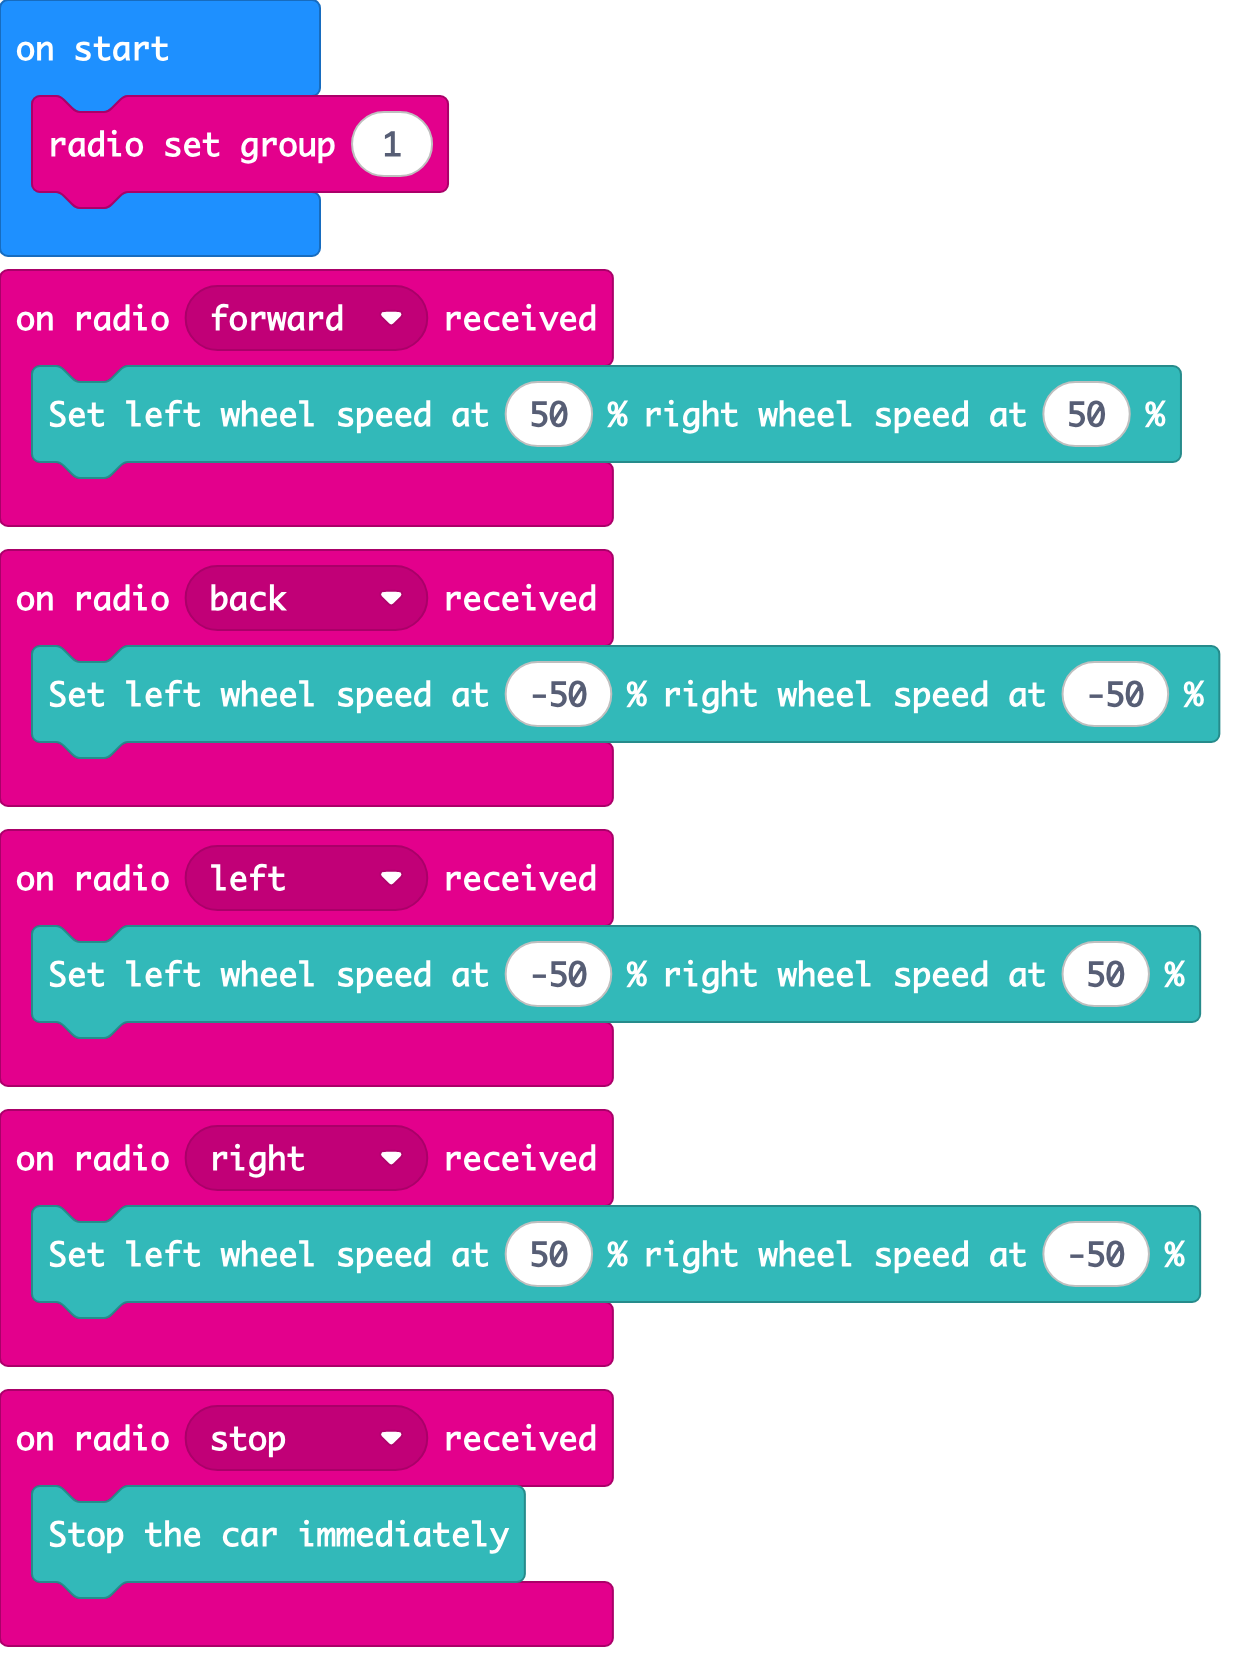 on start
radio set group 1
on radio forward received
Set left wheel speed at 50 % right wheel speed at 50 %
on radio back received
Set left wheel speed at -50 % right wheel speed at -50 %
on radio left received
Set left wheel speed at -50 % right wheel speed at 50 %
on radio right received
Set left wheel speed at 50 % right wheel speed at -50 %
on radio stop received
Stop the car immediately